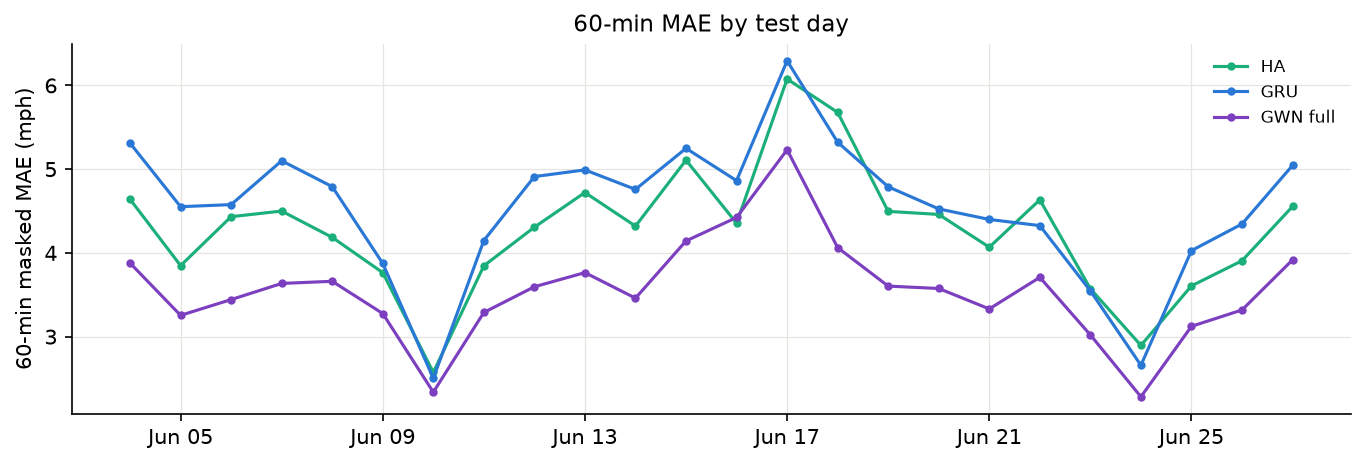 60-min MAE by test day
60-min masked MAE (mph)
6
5
4
3
HA
GRU
GWN full
Jun 05
Jun 09
Jun 13
Jun 17
Jun 21
Jun 25